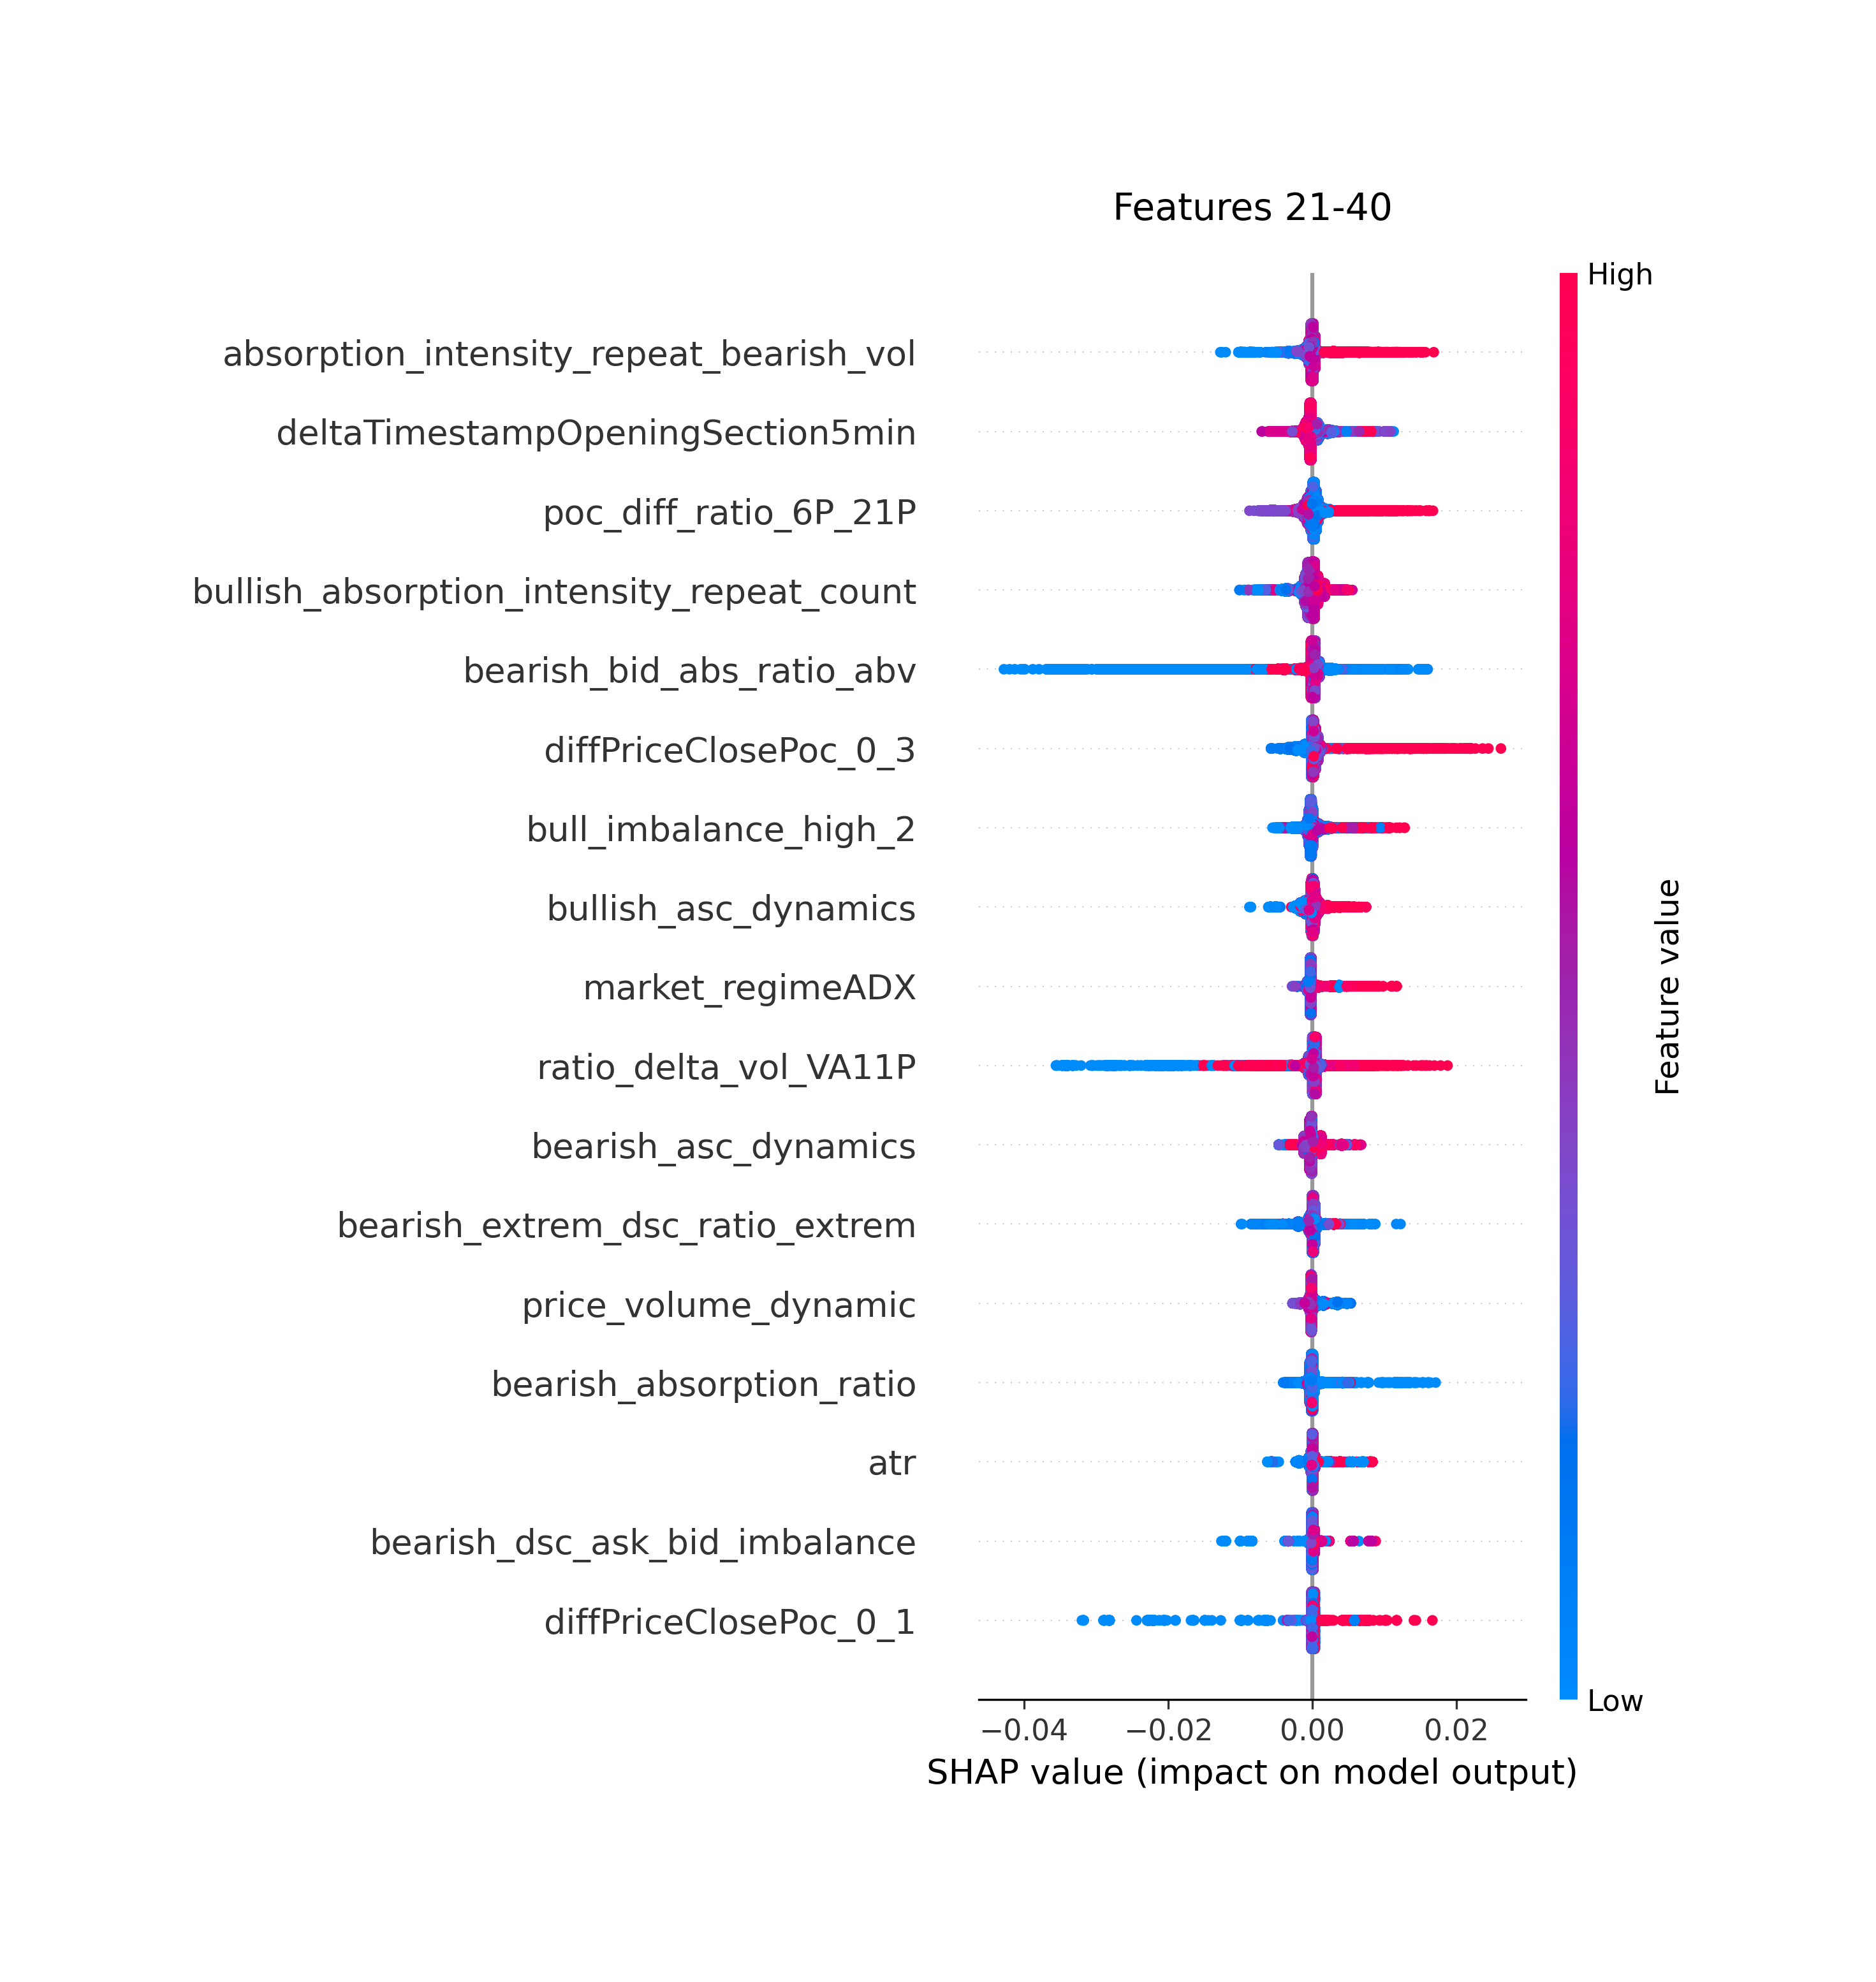 Features 21-40
High
absorption_intensity_repeat_bearish_vol
deltaTimestampOpeningSection5min
poc_diff_ratio_6P_21P
bullish_absorption_intensity_repeat_count
bearish_bid_abs_ratio_abv
diffPriceClosePoc_0_3
bull_imbalance_high_2
bullish_asc_dynamics
market_regimeADX
ratio_delta_vol_VA11P
bearish_asc_dynamics
bearish_extrem_dsc_ratio_extrem
price_volume_dynamic
bearish_absorption_ratio
atr
bearish_dsc_ask_bid_imbalance
diffPriceClosePoc_0_1
Feature value
Low
−0.04 −0.02 0.00 0.02
SHAP value (impact on model output)